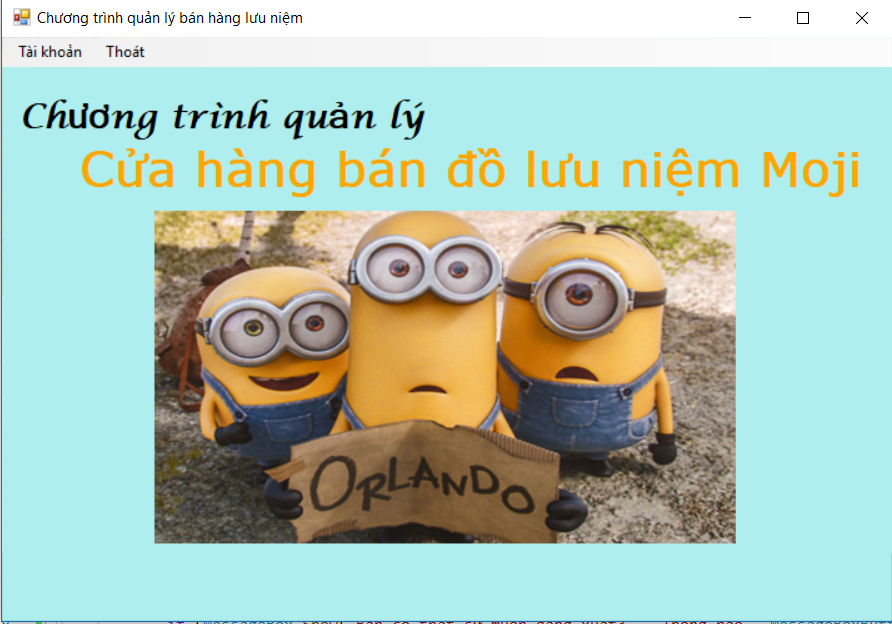 Chương trình quản lý bán hàng lưu niệm
Tài khoản Thoát
Chương trình quản lý
Cửa hàng bán đồ lưu niệm Moji
ORLANDO